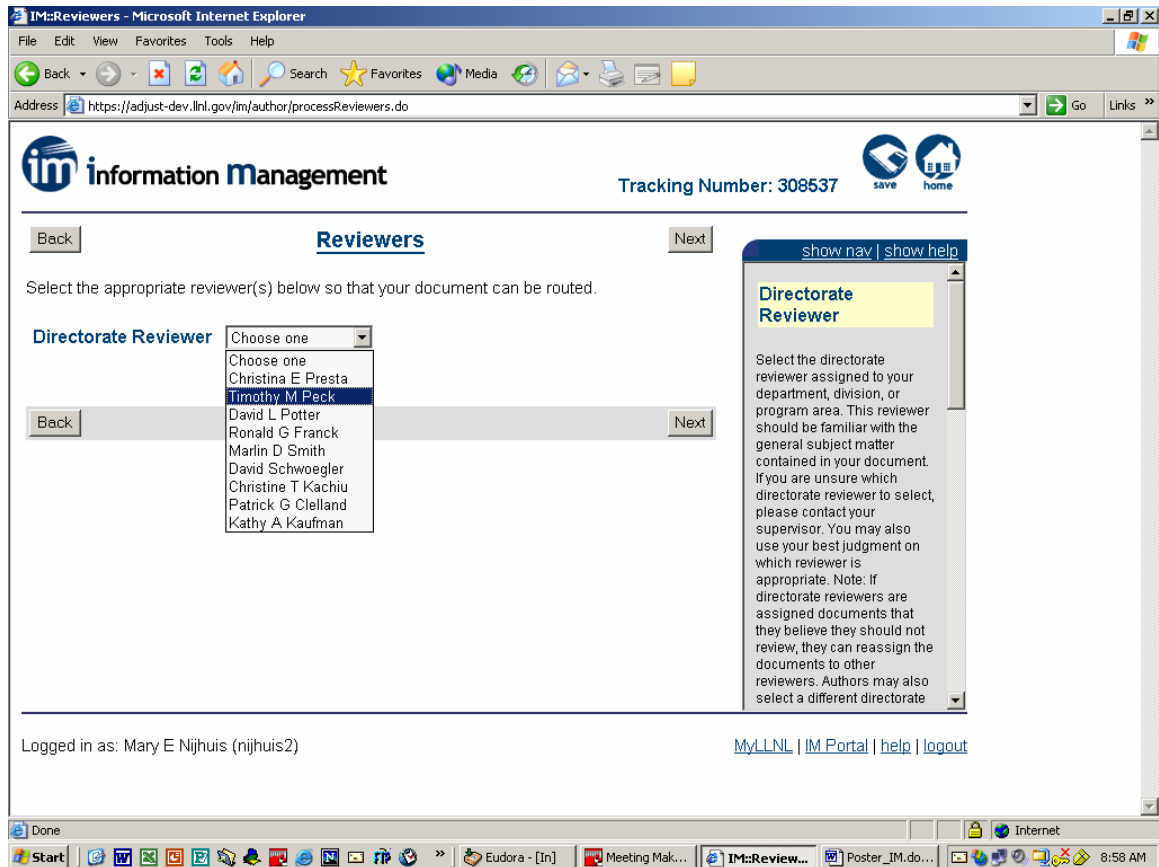 IM::Reviewers - Microsoft Internet Explorer
File Edit View Favorites Tools Help
Back Search Favorites Media
Address https://adjust-dev.llnl.gov/im/author/processReviewers.do Go Links »
im information management
Tracking Number: 308537 save home
Back Reviewers Next
show nav | show help
Select the appropriate reviewer(s) below so that your document can be routed.
Directorate Reviewer Choose one
Choose one
Christina E Presta
Timothy M Peck
David L Potter
Ronald G Franck
Marlin D Smith
David Schwoegler
Christine T Kachiu
Patrick G Clelland
Kathy A Kaufman
Back Next
Directorate
Reviewer
Select the directorate
reviewer assigned to your
department, division, or
program area. This reviewer
should be familiar with the
general subject matter
contained in your document.
If you are unsure which
directorate reviewer to select,
please contact your
supervisor. You may also
use your best judgment on
which reviewer is
appropriate. Note: If
directorate reviewers are
assigned documents that
they believe they should not
review, they can reassign the
documents to other
reviewers. Authors may also
select a different directorate
Logged in as: Mary E Nijhuis (nijhuis2)
MyLLNL | IM Portal | help | logout
Done Internet
Start » Eudora - [In] Meeting Mak... IM::Review... Poster_IM.do... 8:58 AM